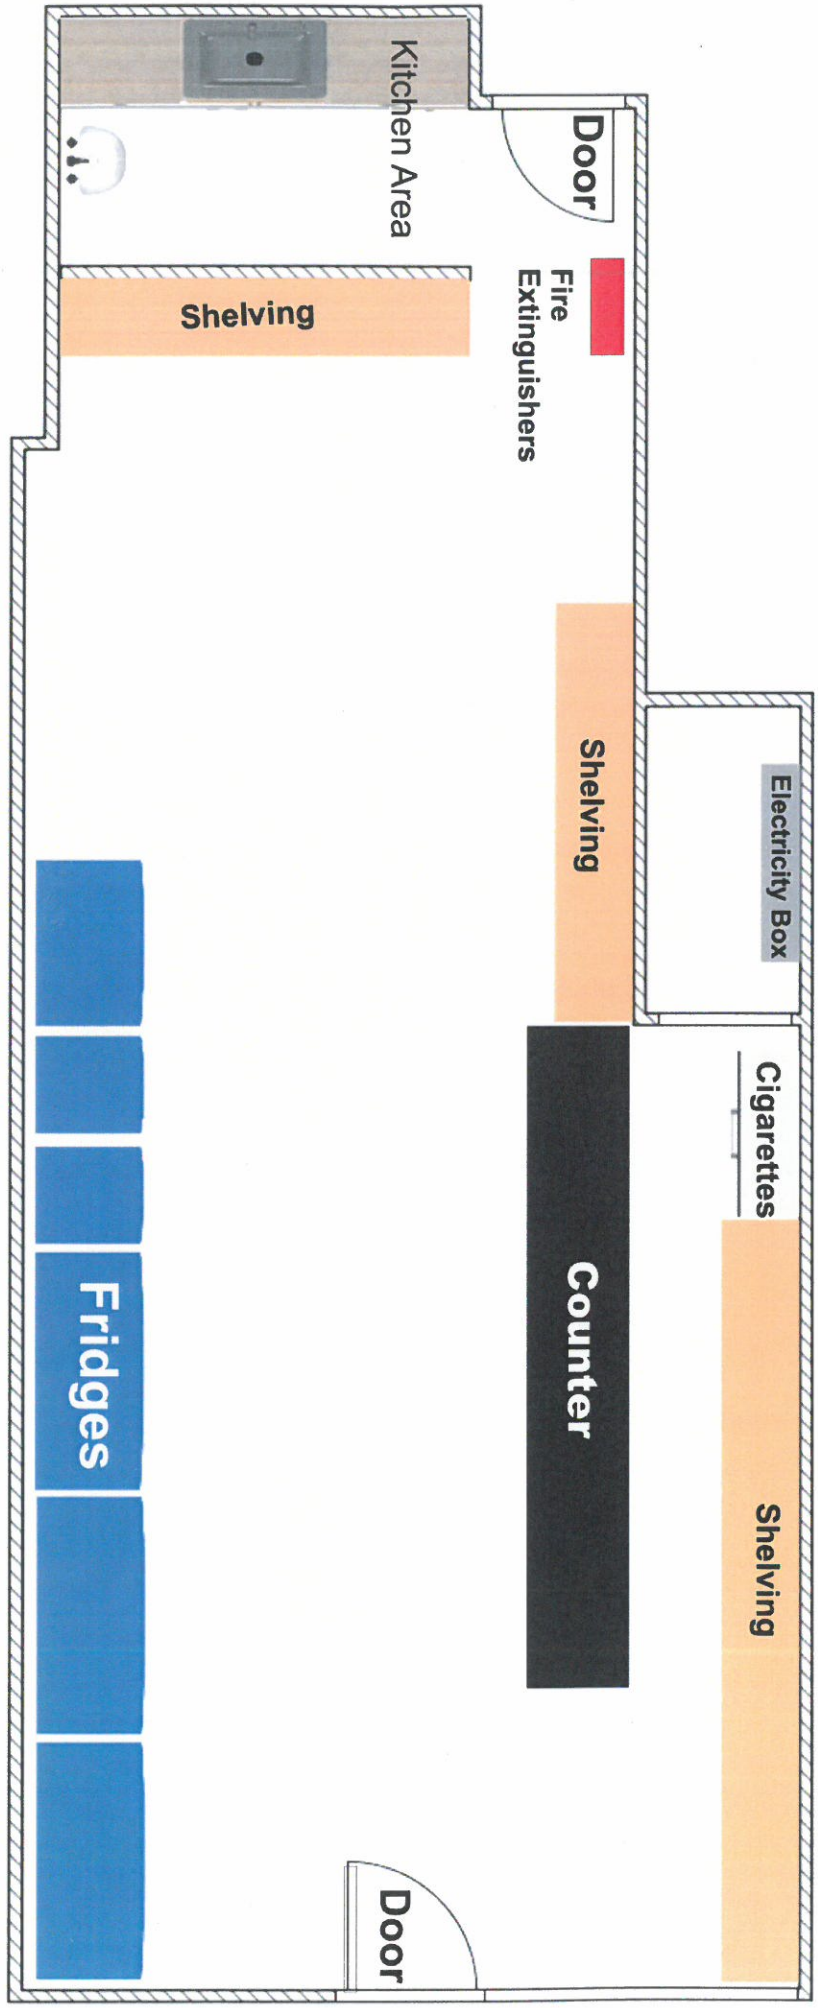 Kitchen Area
Door
Shelving
Fire
Extinguishers
Shelving
Electricity Box
Cigarettes
Counter
Fridges
Shelving
Door